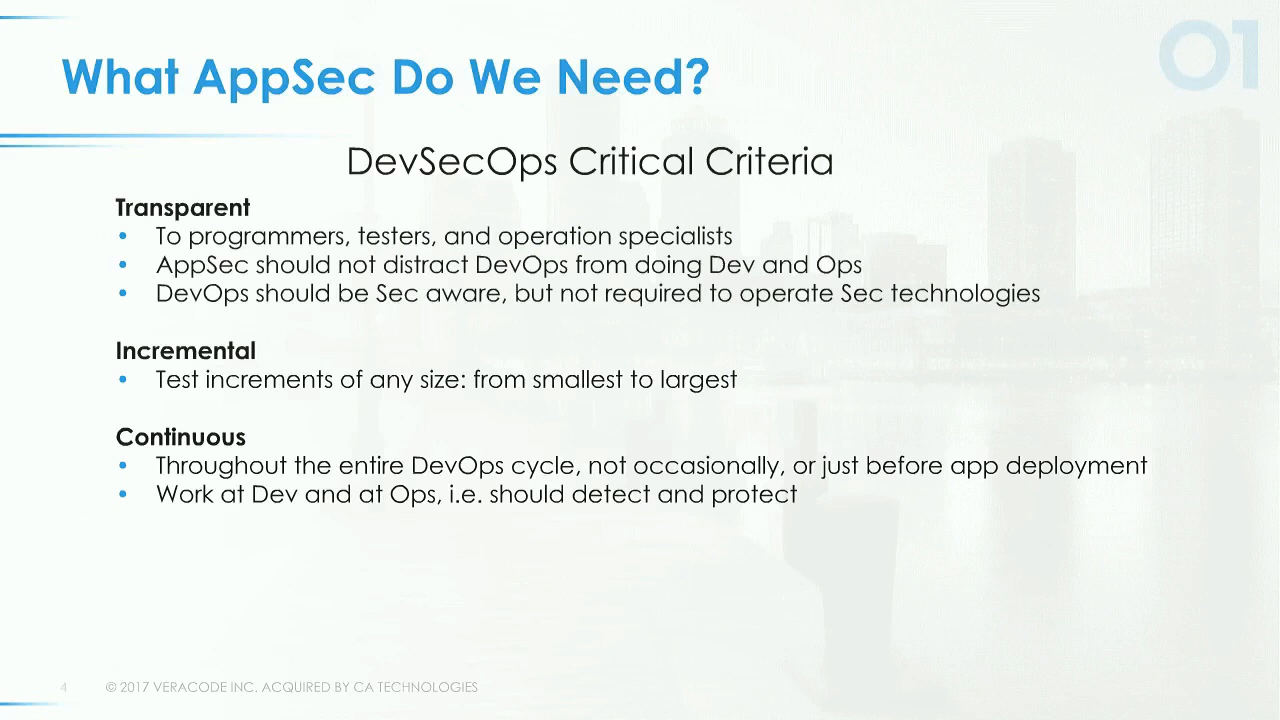 01
What AppSec Do We Need?
DevSecOps Critical Criteria
Transparent
• To programmers, testers, and operation specialists
• AppSec should not distract DevOps from doing Dev and Ops
• DevOps should be Sec aware, but not required to operate Sec technologies
Incremental
• Test increments of any size: from smallest to largest
Continuous
• Throughout the entire DevOps cycle, not occasionally, or just before app deployment
• Work at Dev and at Ops, i.e. should detect and protect
4 © 2017 VERACODE INC. ACQUIRED BY CA TECHNOLOGIES